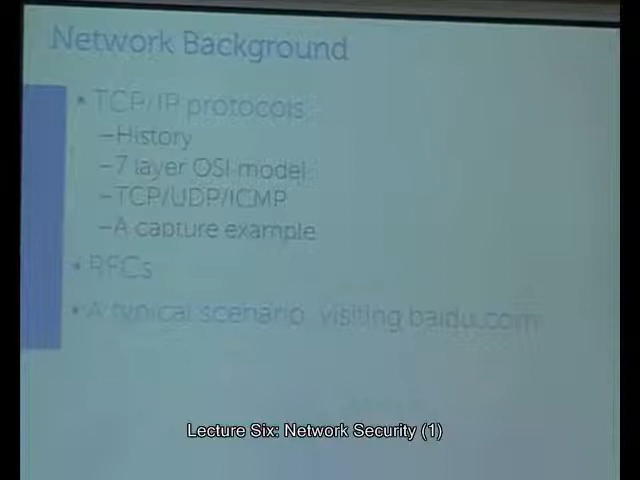 Network Background
• TCP/IP protocols
–History
–7 layer OSI model
–TCP/UDP/ICMP
–A capture example
• RFCs
• A typical scenario: visiting baidu.com
Lecture Six: Network Security (1)